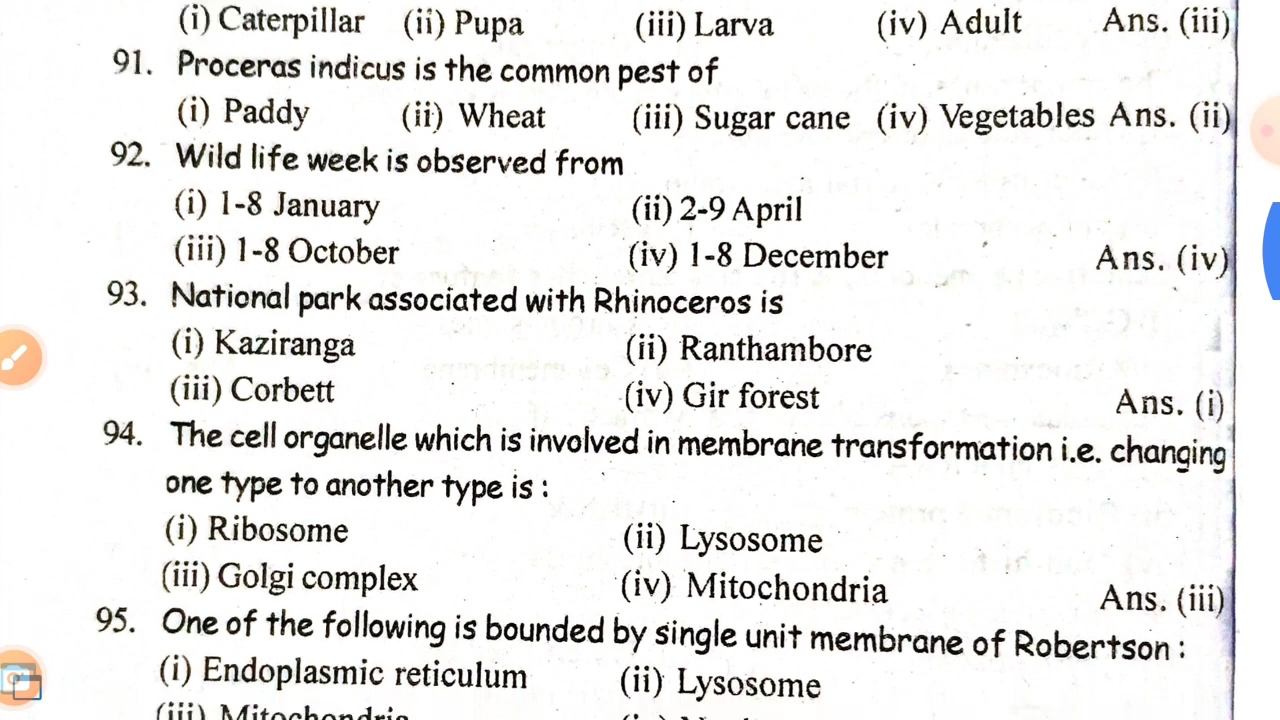 (i) Caterpillar (ii) Pupa (iii) Larva (iv) Adult Ans. (iii)
91. Proceras indicus is the common pest of
(i) Paddy (ii) Wheat (iii) Sugar cane (iv) Vegetables Ans. (ii)
92. Wild life week is observed from
(i) 1-8 January (ii) 2-9 April
(iii) 1-8 October (iv) 1-8 December Ans. (iv)
93. National park associated with Rhinoceros is
(i) Kaziranga (ii) Ranthambore
(iii) Corbett (iv) Gir forest Ans. (i)
94. The cell organelle which is involved in membrane transformation i.e. changing
one type to another type is :
(i) Ribosome (ii) Lysosome
(iii) Golgi complex (iv) Mitochondria Ans. (iii)
95. One of the following is bounded by single unit membrane of Robertson :
(i) Endoplasmic reticulum (ii) Lysosome
(iii) Mitochondria